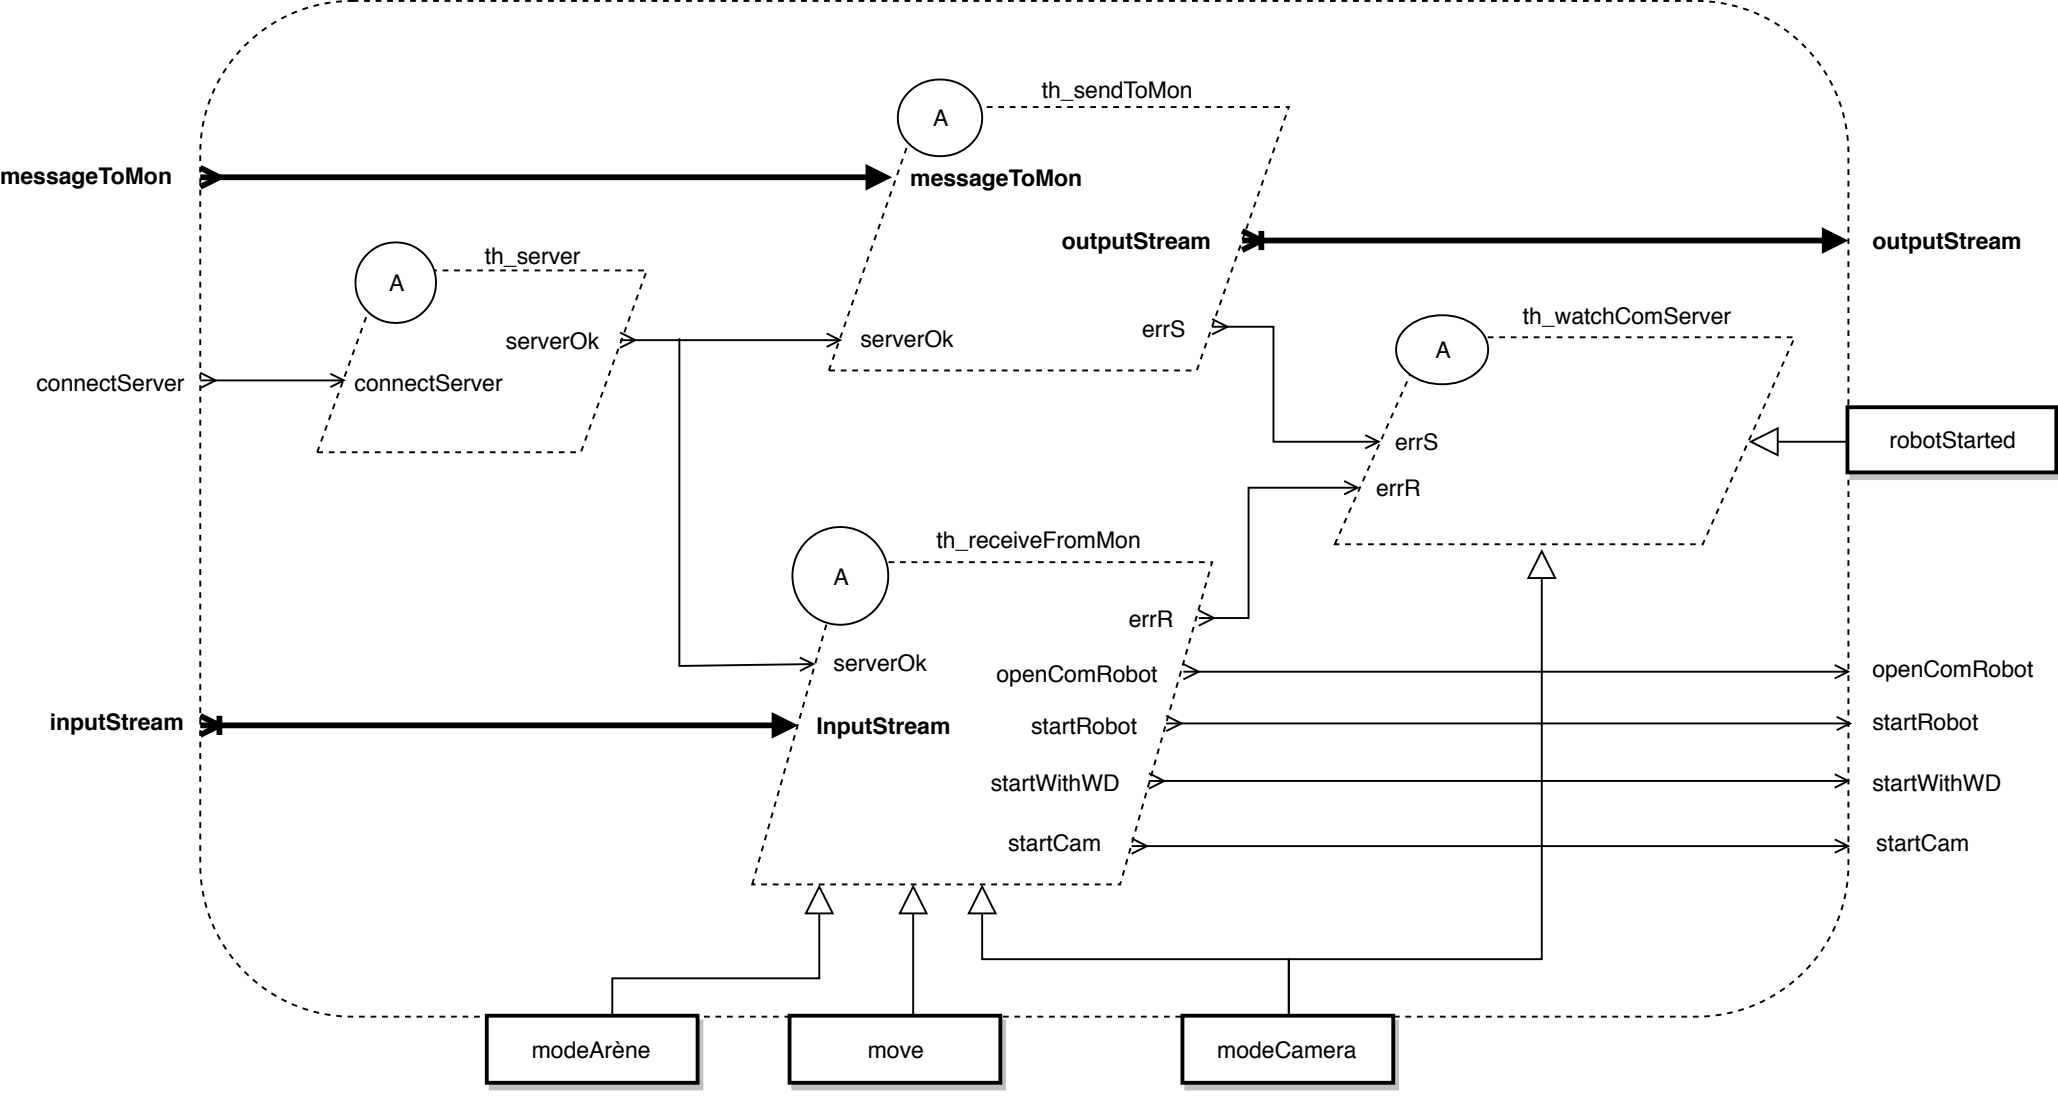 th_sendToMon
A
messageToMon
messageToMon
outputStream
outputStream
th_server
A
serverOk
connectServer
connectServer
serverOk
errS
th_watchComServer
A
errS
errR
robotStarted
th_receiveFromMon
A
errR
serverOk
openComRobot
openComRobot
inputStream
InputStream
startRobot
startRobot
startWithWD
startWithWD
startCam
startCam
modeArène
move
modeCamera